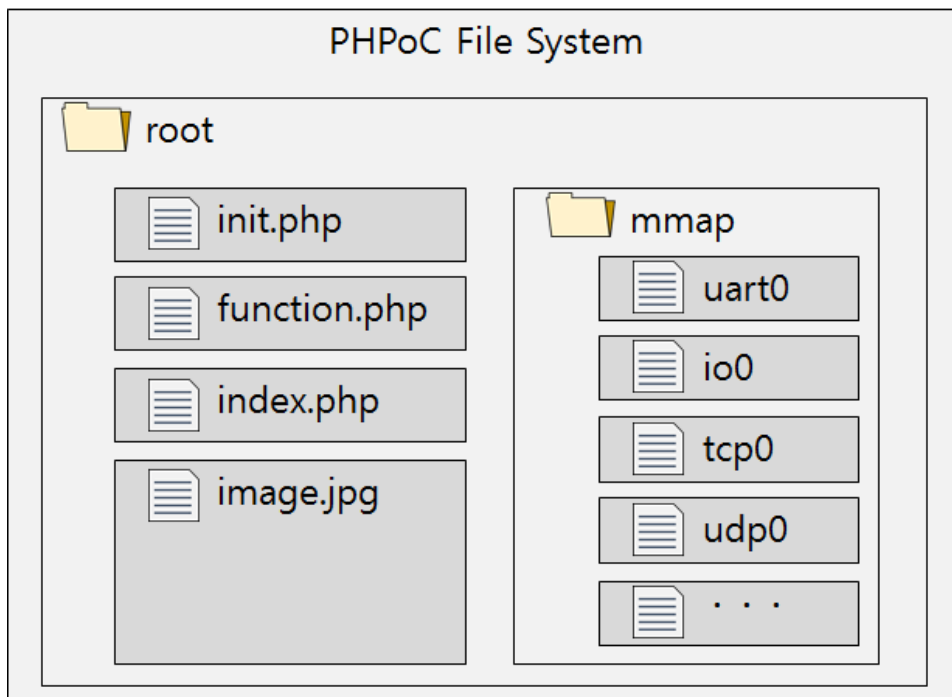 PHPoC File System
root
init.php
function.php
index.php
image.jpg
mmap
uart0
io0
tcp0
udp0
· · ·